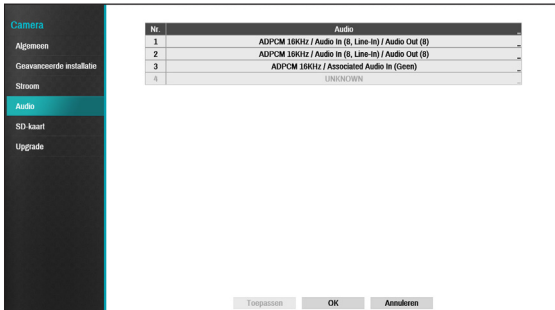 Camera
Algemeen
Geavanceerde installatie
Stroom
Audio
SD-kaart
Upgrade
Nr. Audio
1 ADPCM 16KHz / Audio In (8, Line-In) / Audio Out (8) ...
2 ADPCM 16KHz / Audio In (8, Line-In) / Audio Out (8) ...
3 ADPCM 16KHz / Associated Audio In (Geen) ...
4 UNKNOWN ...
Toepassen OK Annuleren